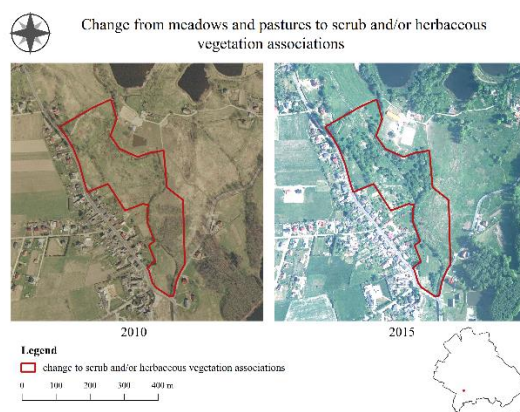 Change from meadows and pastures to scrub and/or herbaceous
vegetation associations
2010
2015
Legend
change to scrub and/or herbaceous vegetation associations
0 100 200 300 400 m